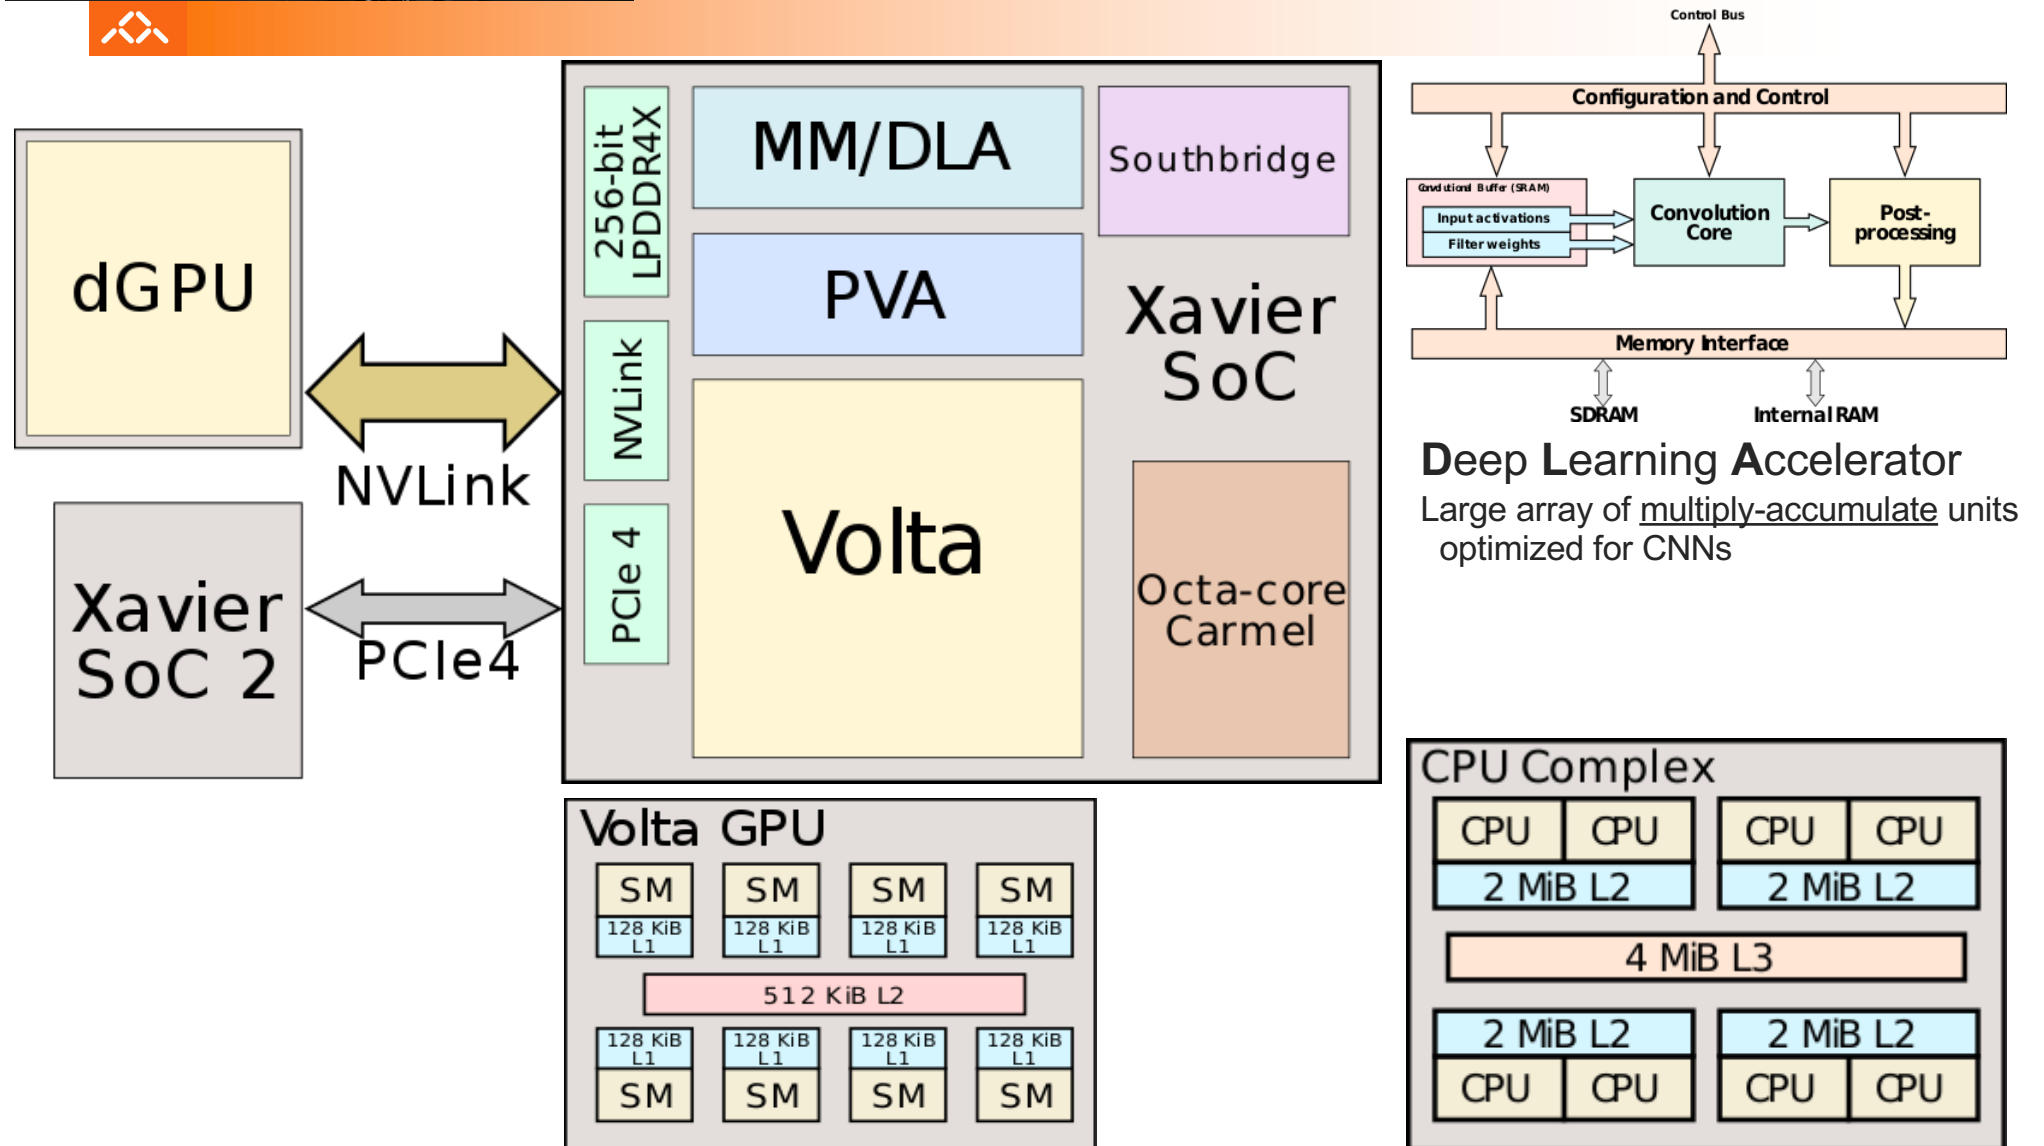 dGPU
NVLink
Xavier
SoC 2
PCIe4
256-bit
LPDDR4X
NVLink
PCIe 4
MM/DLA
PVA
Volta
Southbridge
Xavier
SoC
Octa-core
Carmel
Control Bus
Configuration and Control
Convolutional Buffer (SRAM)
Input activations
Filter weights
Convolution
Core
Post-
processing
Memory Interface
SDRAM
Internal RAM
Deep Learning Accelerator
Large array of multiply-accumulate units
optimized for CNNs
Volta GPU
SM
SM
SM
SM
128 KiB
L1
128 KiB
L1
128 KiB
L1
128 KiB
L1
512 KiB L2
128 KiB
L1
128 KiB
L1
128 KiB
L1
128 KiB
L1
SM
SM
SM
SM
CPU Complex
CPU
CPU
CPU
CPU
2 MiB L2
2 MiB L2
4 MiB L3
2 MiB L2
2 MiB L2
CPU
CPU
CPU
CPU